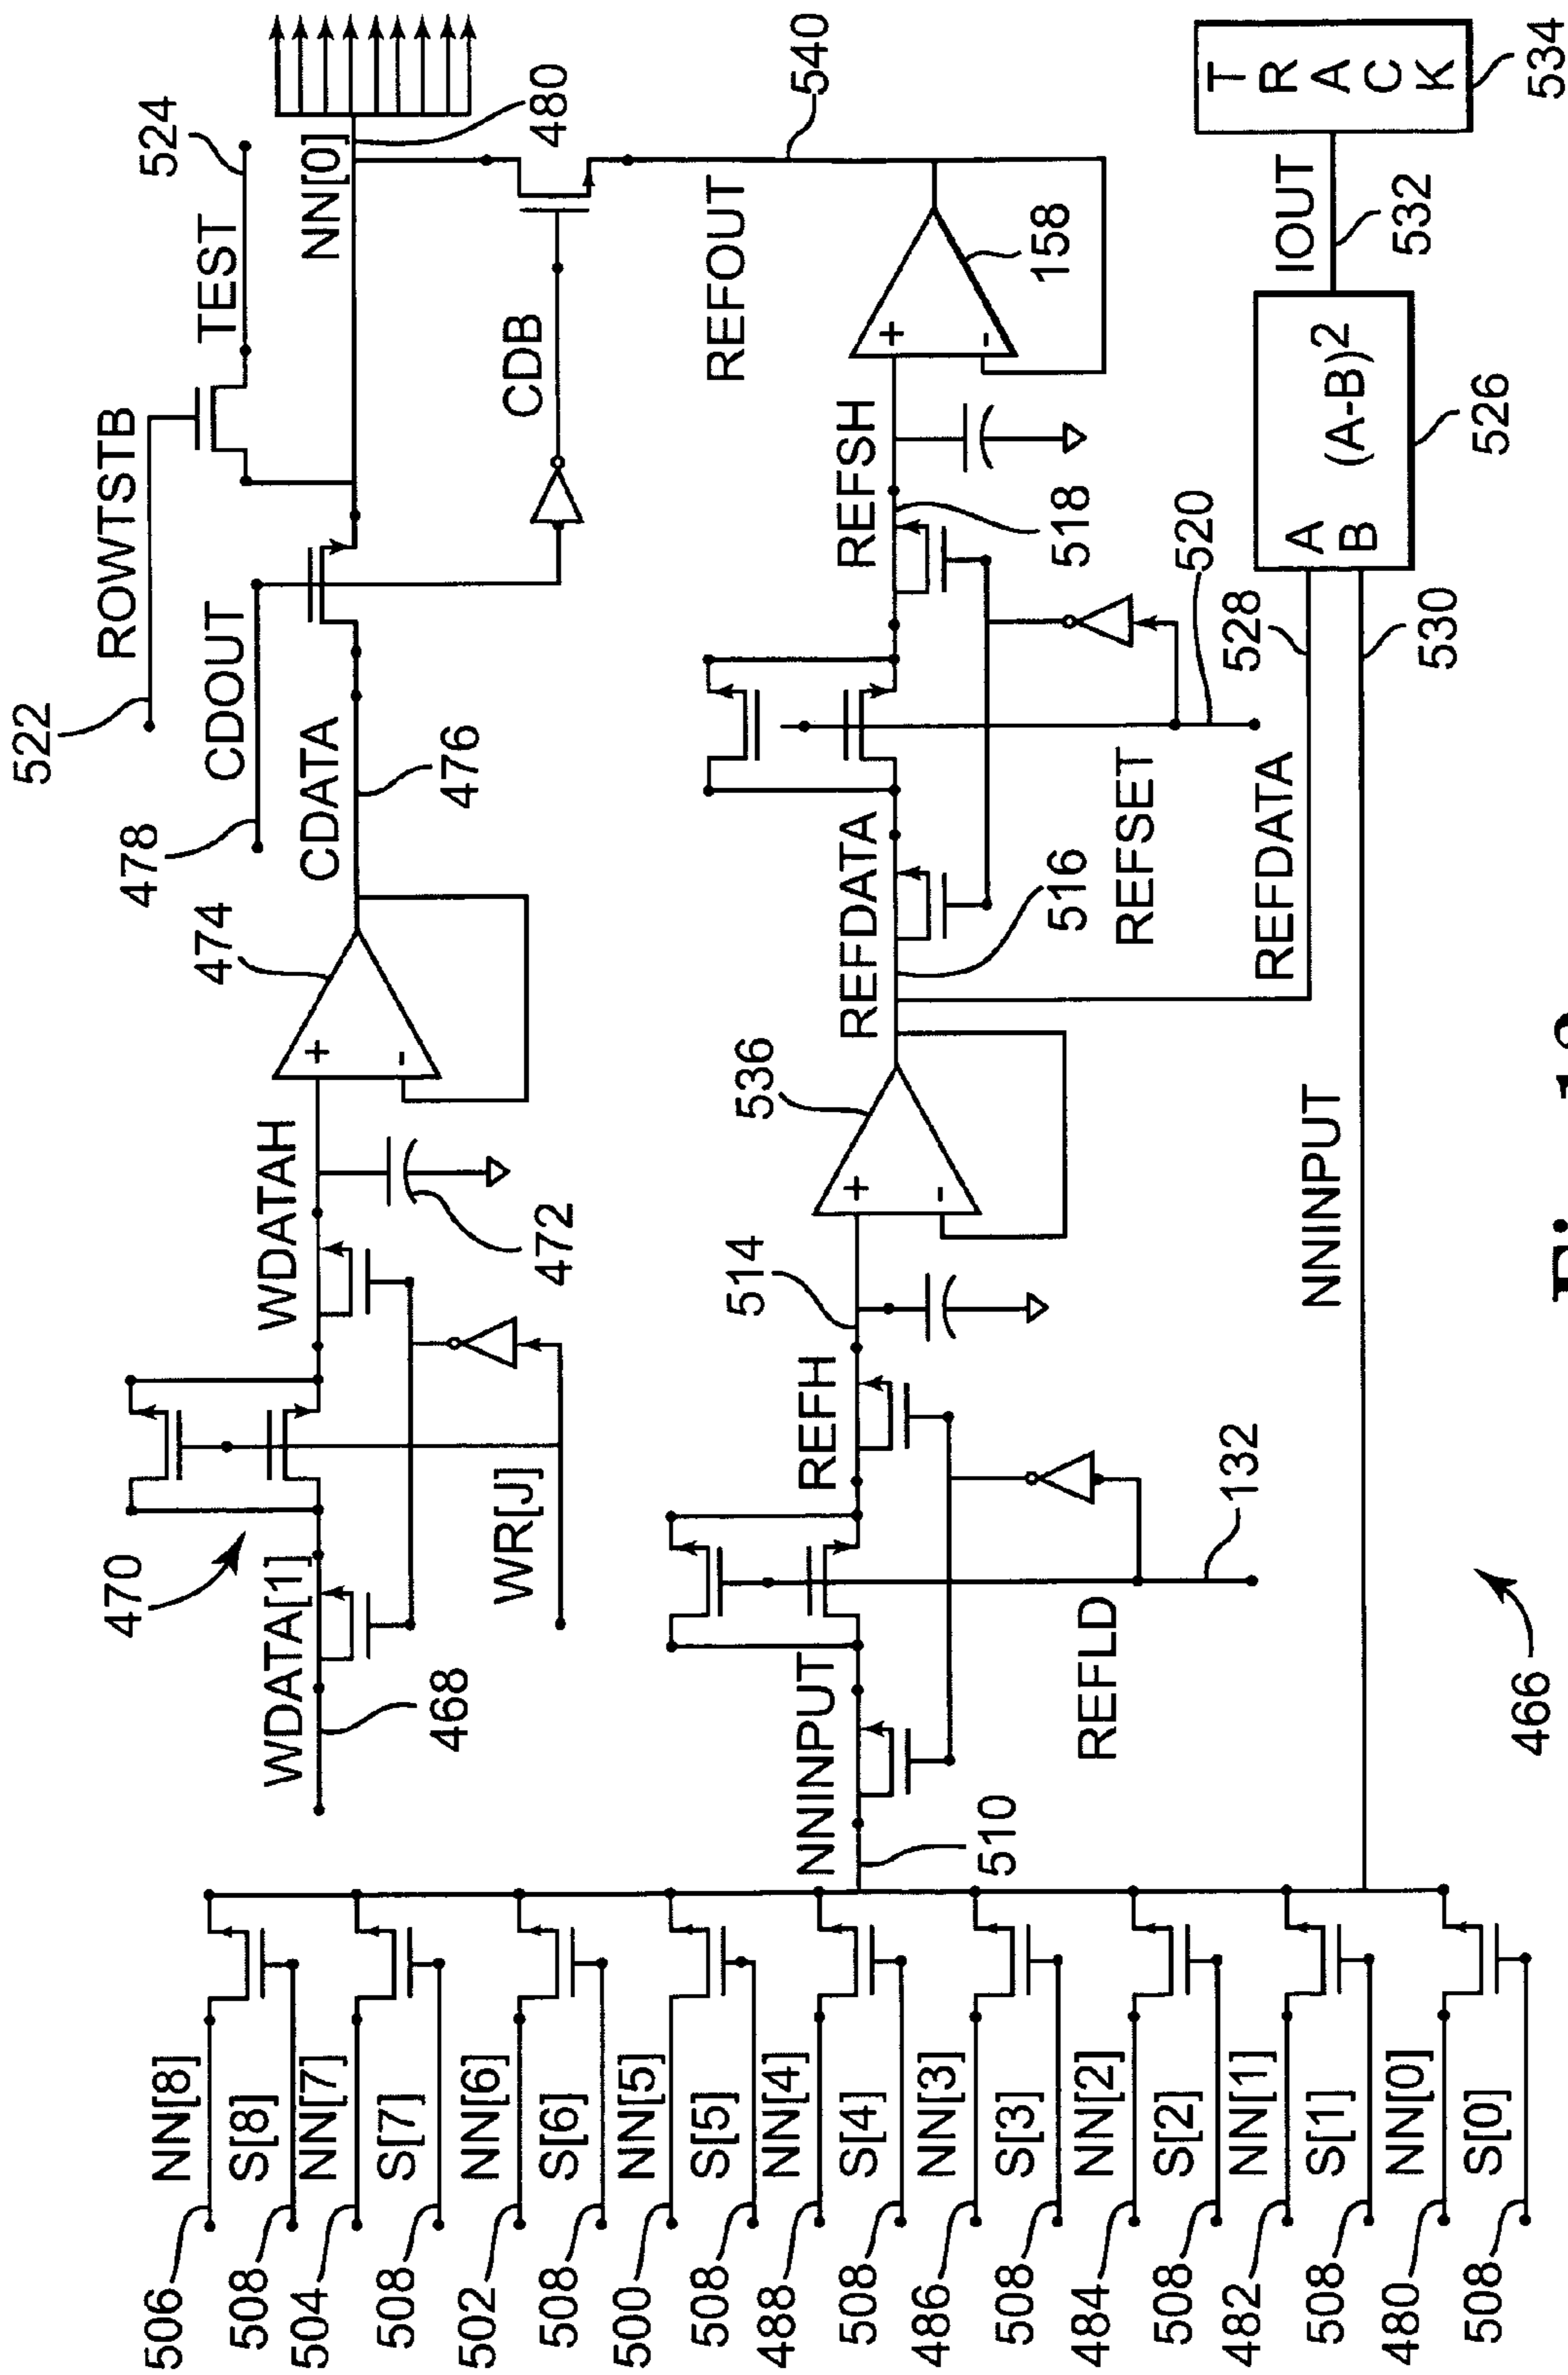 522
ROWTSTB
TEST
524
478
CDOUT
NN[0]
480
474
CDATA
476
CDB
470
WDATA[1]
468
WDATAH
472
WR[J]
+
-
REFOUT
540
158
+
-
NNINPUT
510
REFH
514
REFLD
132
536
+
-
REFDATA
516
REFSET
520
REFSH
518
REFDATA
528
NNINPUT
530
A
B
(A-B)2
526
IOUT
532
TRACK
534
466
506
NN[8]
508
S[8]
504
NN[7]
508
S[7]
502
NN[6]
508
S[6]
500
NN[5]
508
S[5]
488
NN[4]
508
S[4]
486
NN[3]
508
S[3]
484
NN[2]
508
S[2]
482
NN[1]
508
S[1]
480
NN[0]
508
S[0]